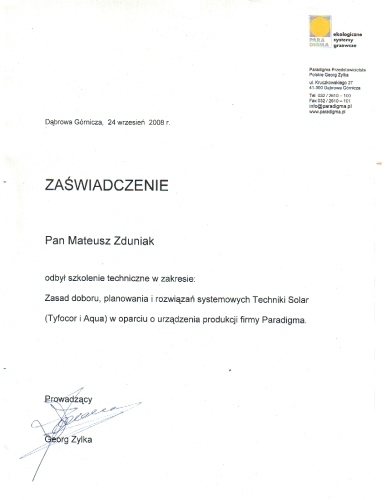 PARA
DIGMA
ekologiczne
systemy
grzewcze
Paradigma Przedstawicielstwo
Polskie Georg Zylka
ul. Kruczkowskiego 27
41-300 Dąbrowa Górnicza
Tel. 032 / 2610 – 100
Fax 032 / 2610 – 101
info@paradigma.pl
www.paradigma.pl
Dąbrowa Górnicza, 24 wrzesień 2008 r.
ZAŚWIADCZENIE
Pan Mateusz Zduniak
odbył szkolenie techniczne w zakresie:
Zasad doboru, planowania i rozwiązań systemowych Techniki Solar
(Tyfocor i Aqua) w oparciu o urządzenia produkcji firmy Paradigma.
Prowadzący
Georg Zylka